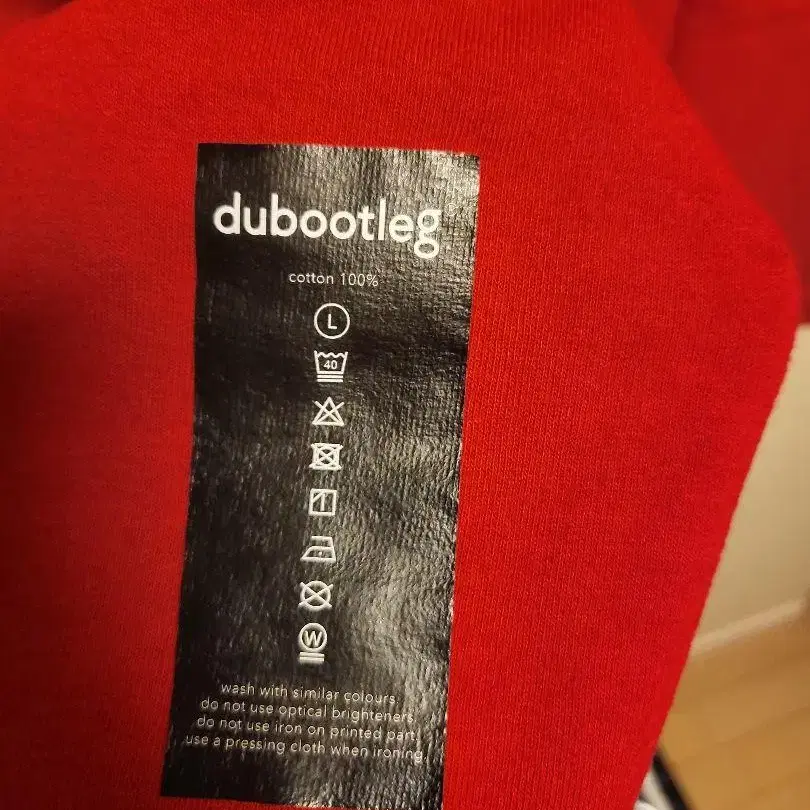 dubootleg
cotton 100%
L
40
W
wash with similar colours
do not use optical brighteners
do not use iron on printed part
use a pressing cloth when ironing